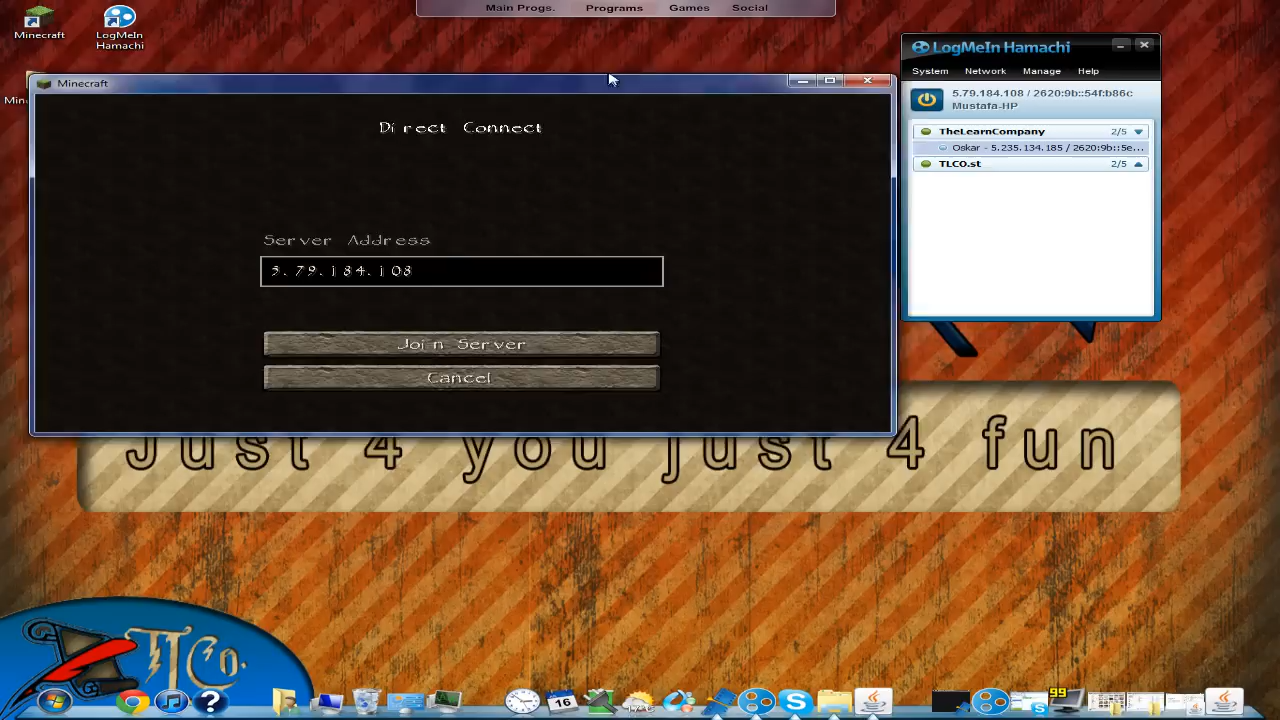 Main Progs. Programs Games Social
Minecraft
LogMeIn
Hamachi
Minecraft
Direct Connect
Server Address
5.79.184.108
Join Server
Cancel
LogMeIn Hamachi
System Network Manage Help
5.79.184.108 / 2620:9b::54f:b86c
Mustafa-HP
TheLearnCompany 2/5
Oskar - 5.235.134.185 / 2620:9b::5e...
TLCO.st 2/5
Just 4 you just 4 fun
TLCo.
16
99